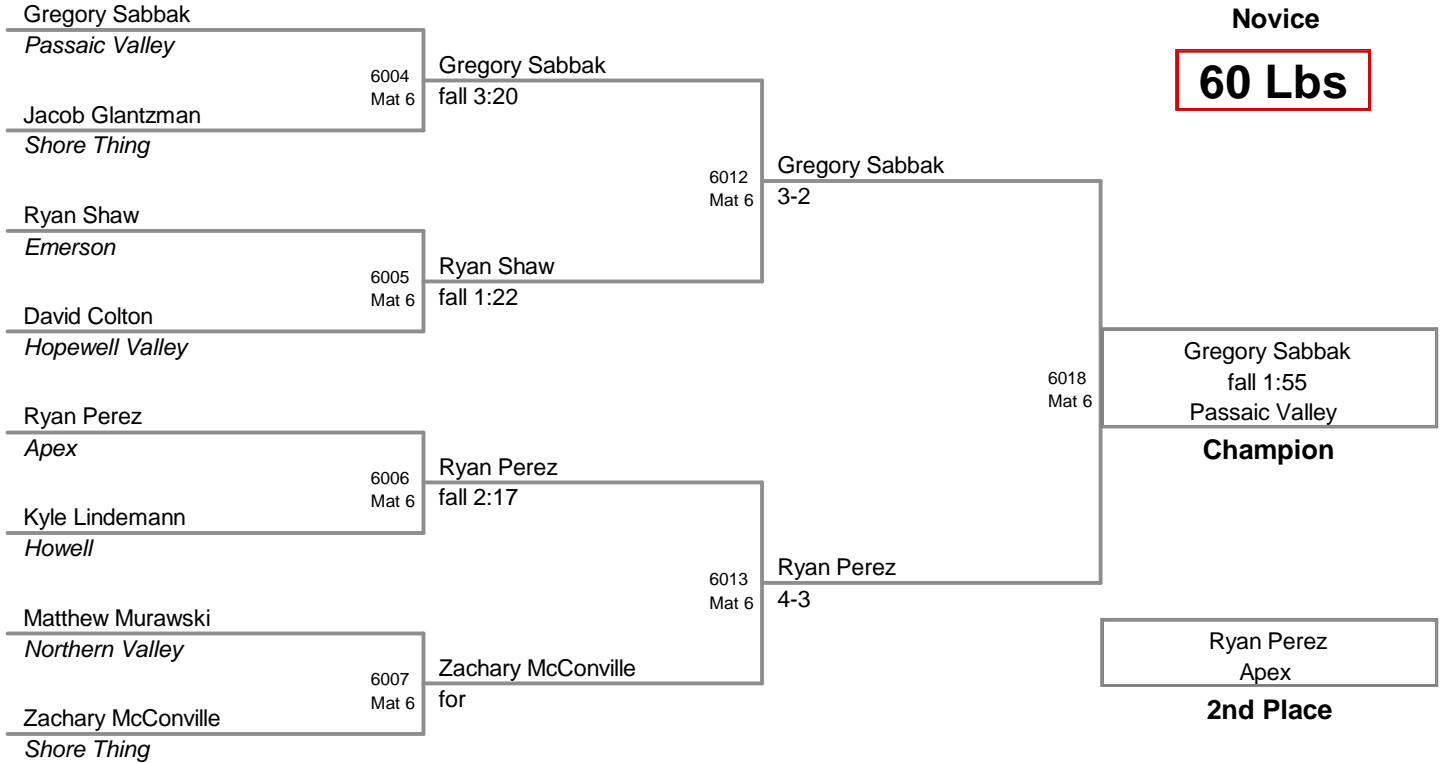 Gregory Sabbak
Passaic Valley
6004
Mat 6
Gregory Sabbak
fall 3:20
Jacob Glantzman
Shore Thing
6012
Mat 6
Gregory Sabbak
3-2
Ryan Shaw
Emerson
6005
Mat 6
Ryan Shaw
fall 1:22
David Colton
Hopewell Valley
6018
Mat 6
Ryan Perez
Apex
6006
Mat 6
Ryan Perez
fall 2:17
Kyle Lindemann
Howell
6013
Mat 6
Ryan Perez
4-3
Matthew Murawski
Northern Valley
6007
Mat 6
Zachary McConville
for
Zachary McConville
Shore Thing
Novice
60 Lbs
Gregory Sabbak
fall 1:55
Passaic Valley
Champion
Ryan Perez
Apex
2nd Place